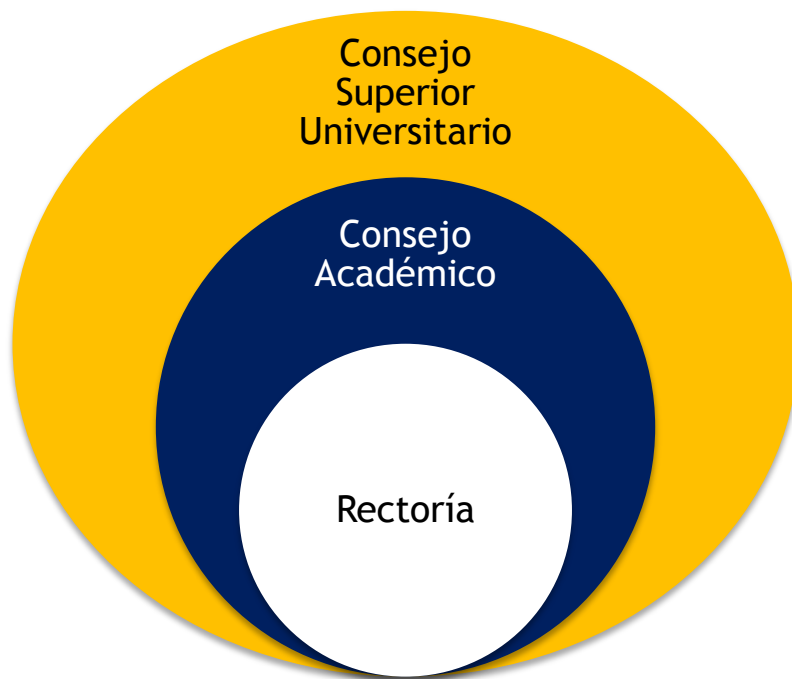 Consejo
Superior
Universitario
Consejo
Académico
Rectoría